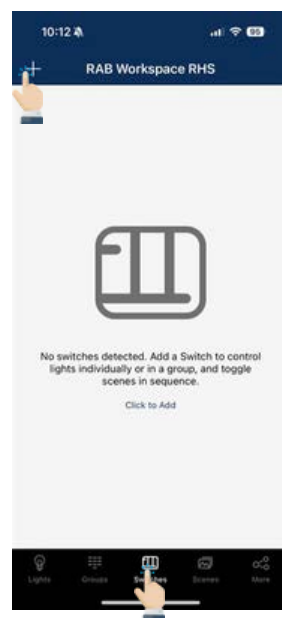 10:12 95
+ RAB Workspace RHS
No switches detected. Add a Switch to control
lights individually or in a group, and toggle
scenes in sequence.
Click to Add
Lights Groups Switches Scenes More